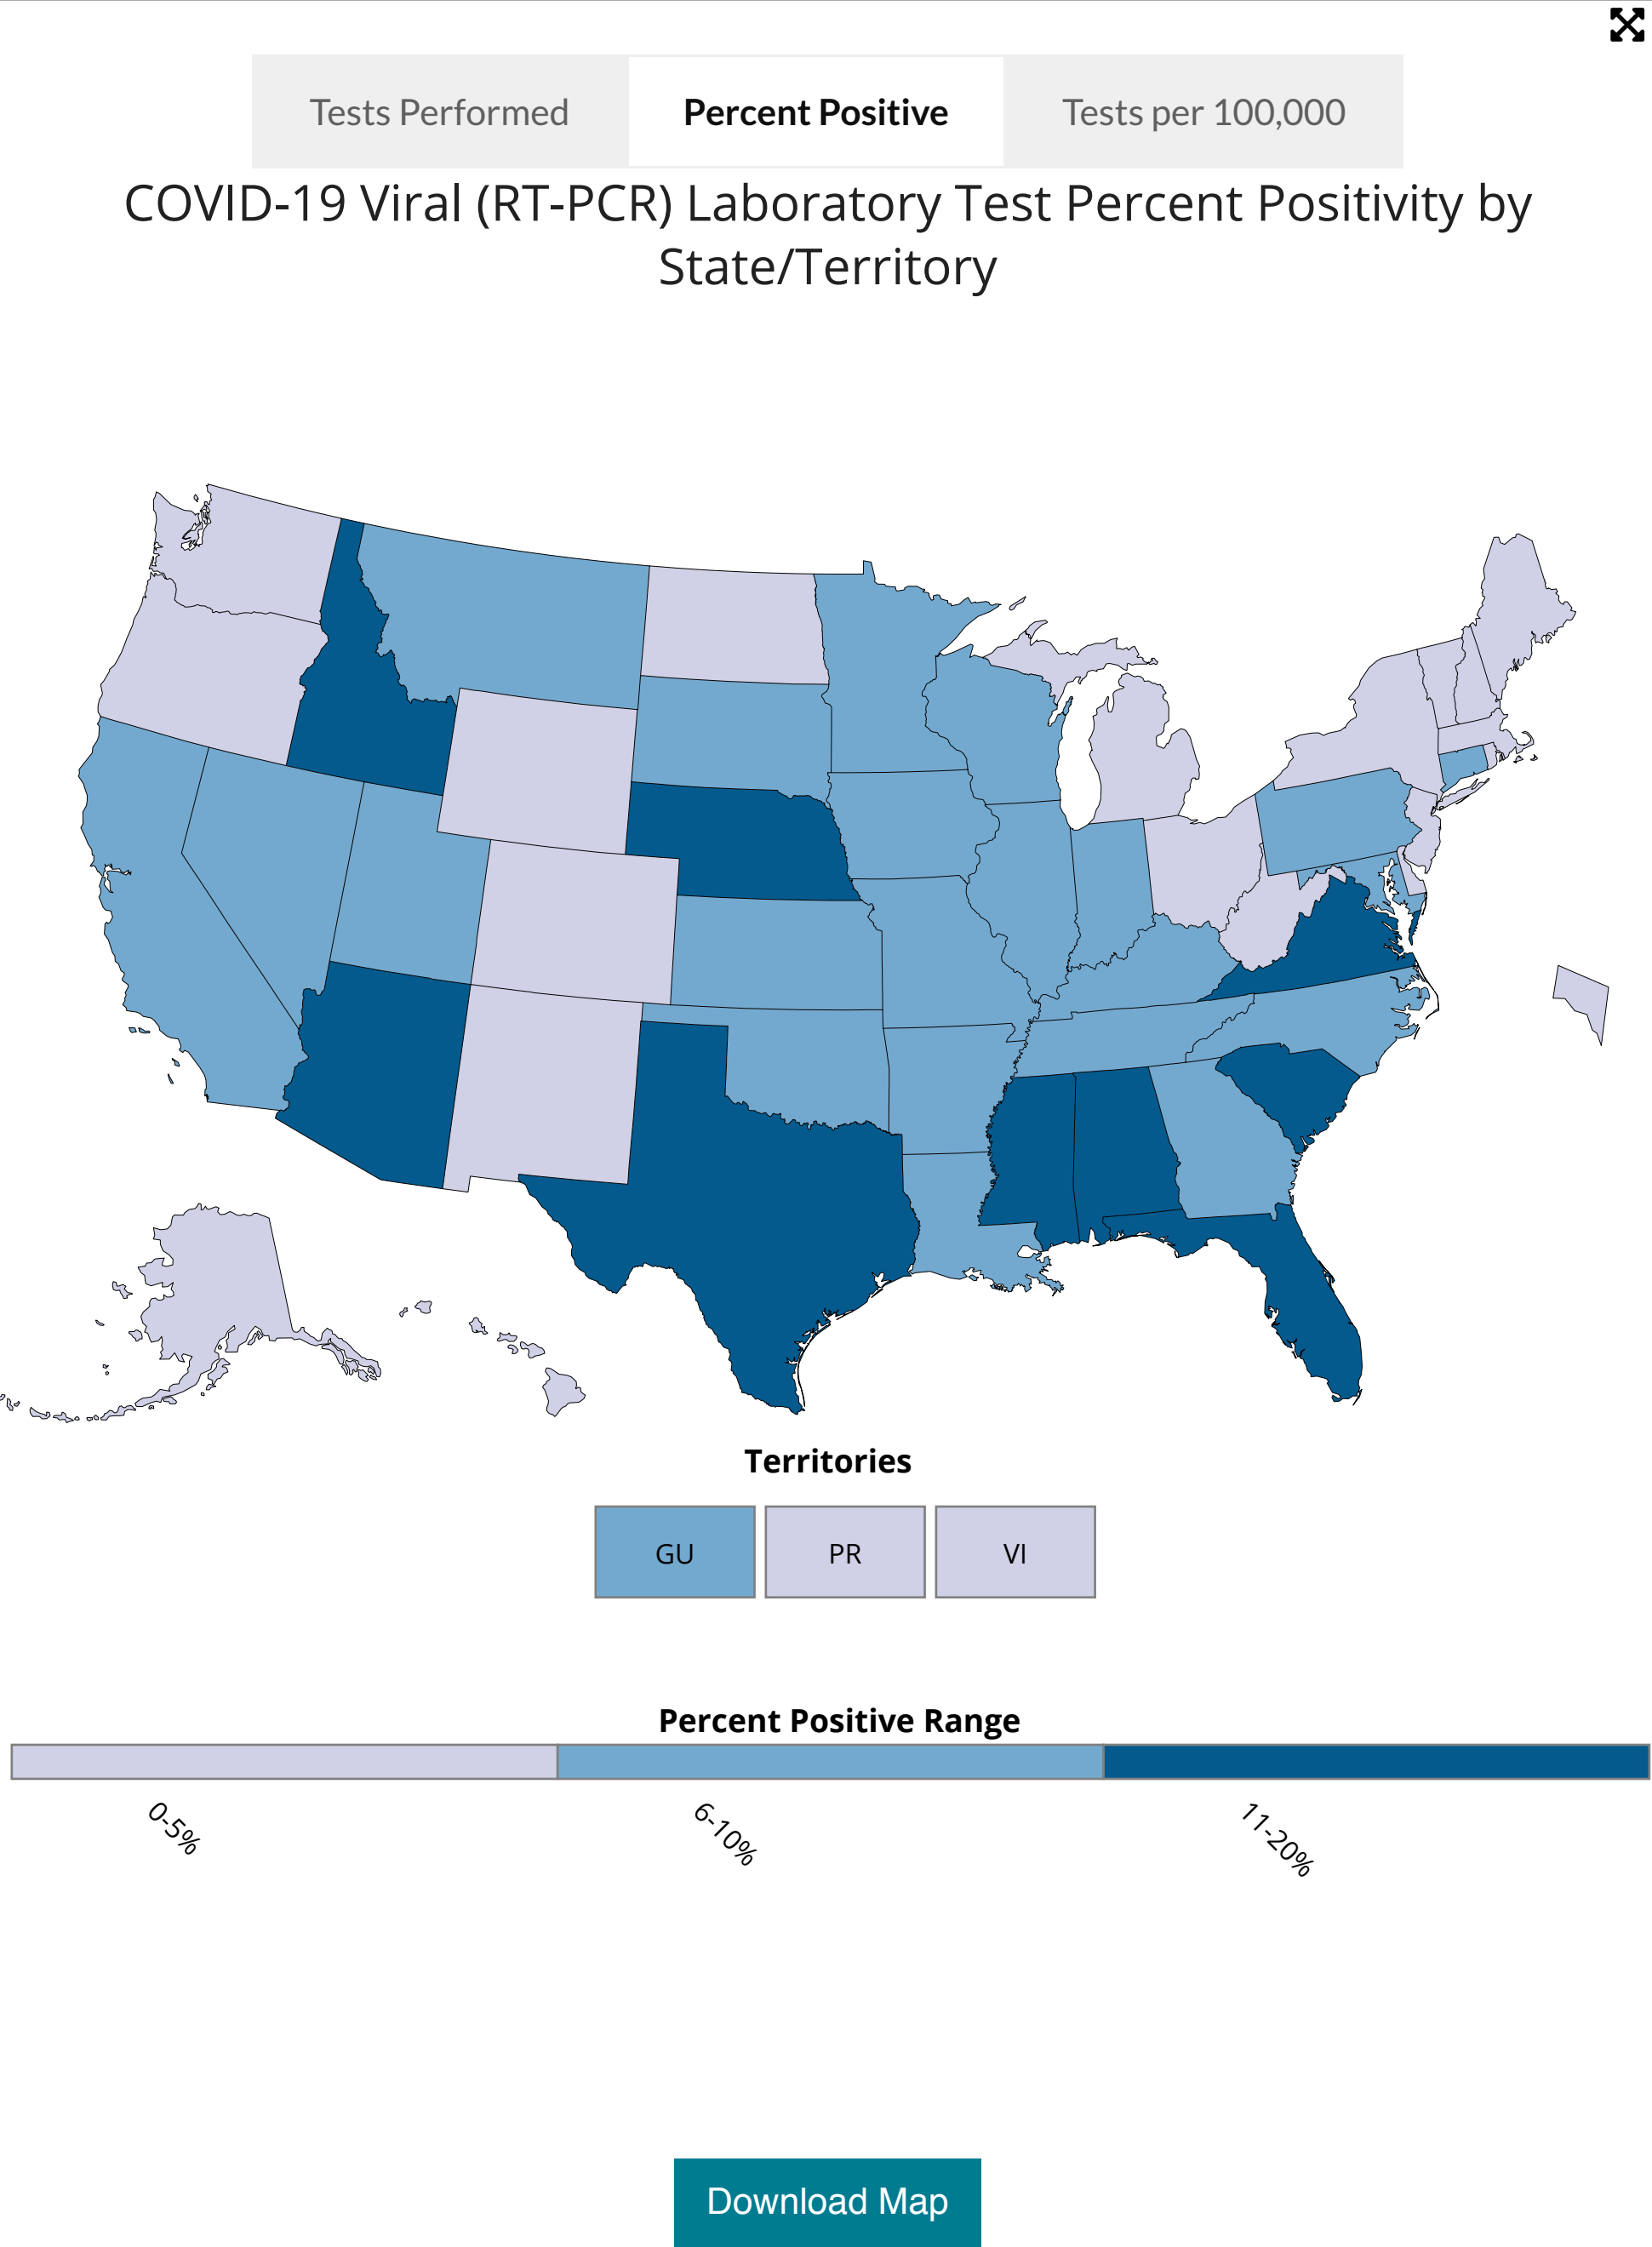 Tests Performed
Percent Positive
Tests per 100,000
COVID-19 Viral (RT-PCR) Laboratory Test Percent Positivity by
State/Territory
Territories
GU
PR
VI
Percent Positive Range
0-5%
6-10%
11-20%
Download Map